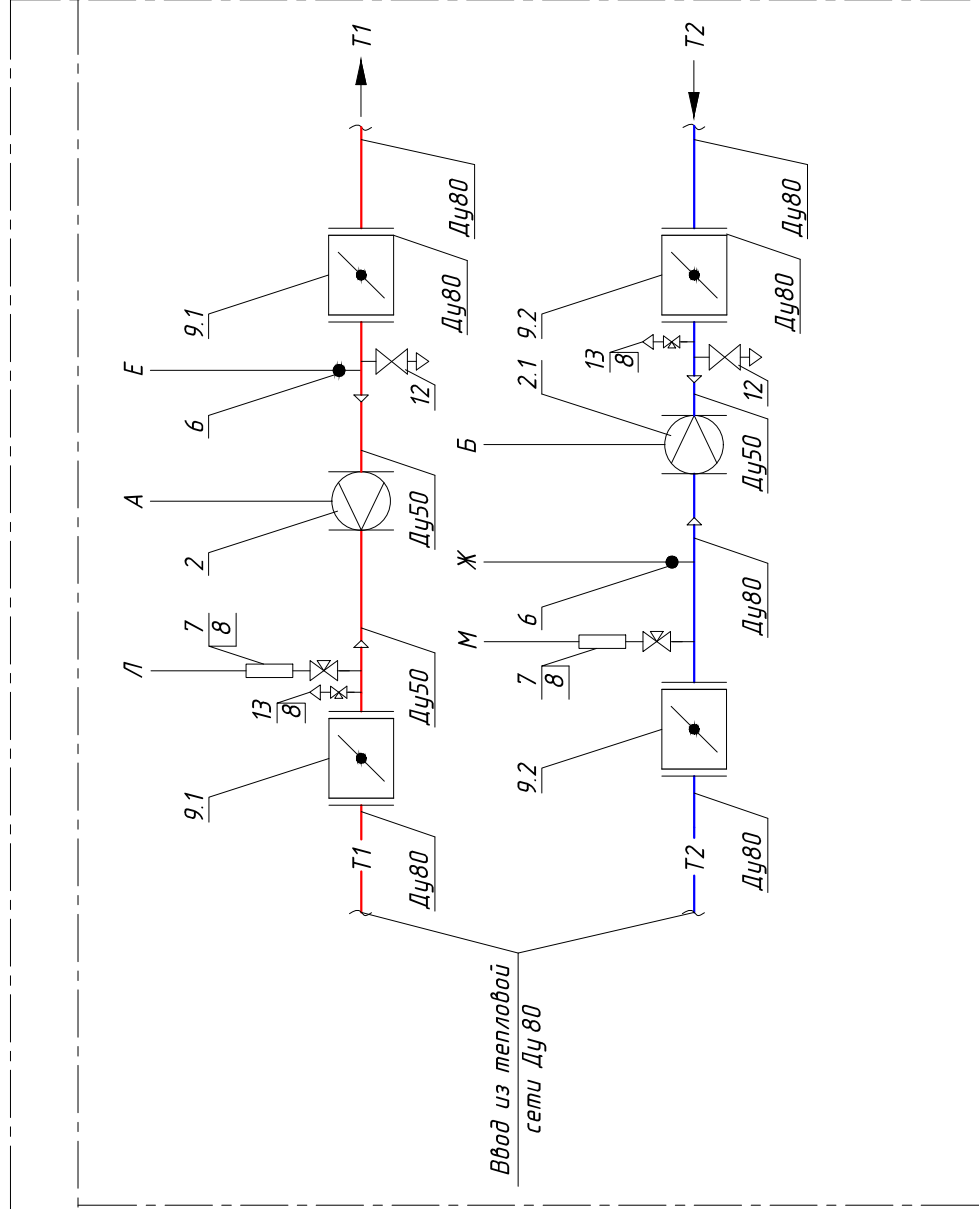 Т1
Т2
Ду80
Ду80
9.1
Ду80
Ду80
9.2
13
8
12
2.1
12
Е
6
Б
Ду50
А
2
Ду50
Ж
6
Ду80
7
8
Л
13
8
Ду50
М
7
8
9.1
9.2
Т1
Ду80
Т2
Ду80
Ввод из тепловой
сети Ду 80